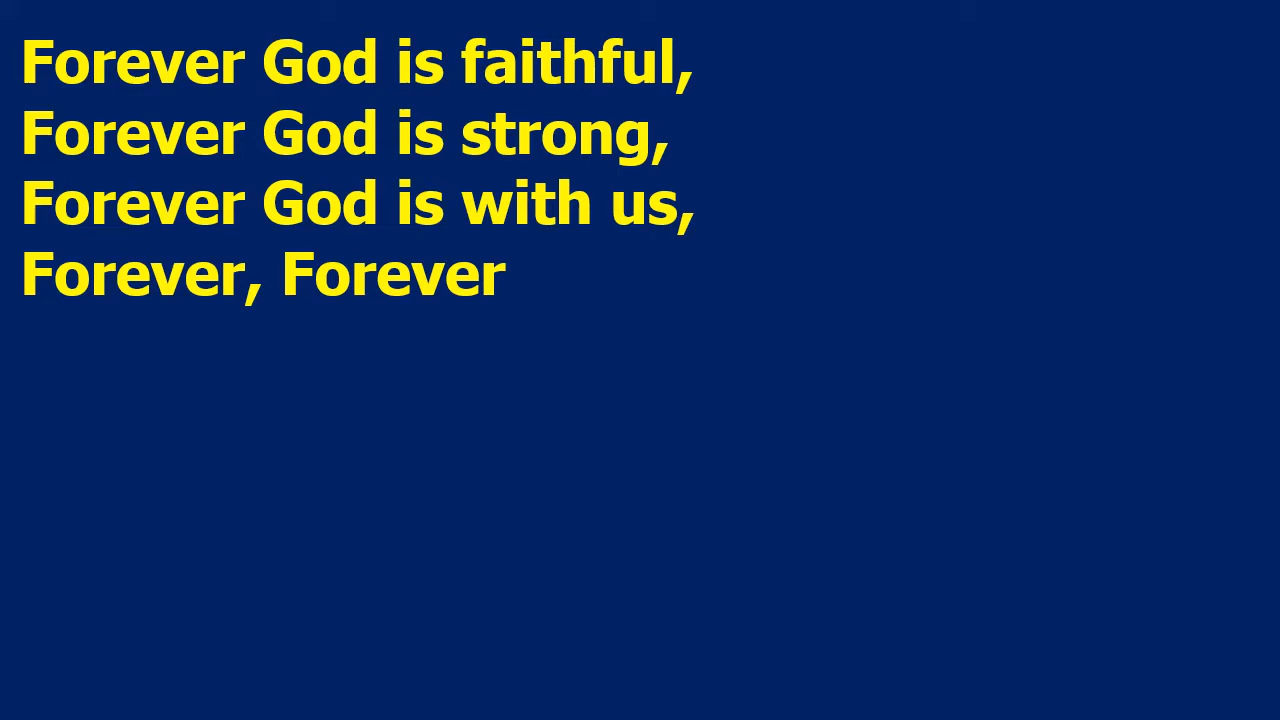 Forever God is faithful,
Forever God is strong,
Forever God is with us,
Forever, Forever